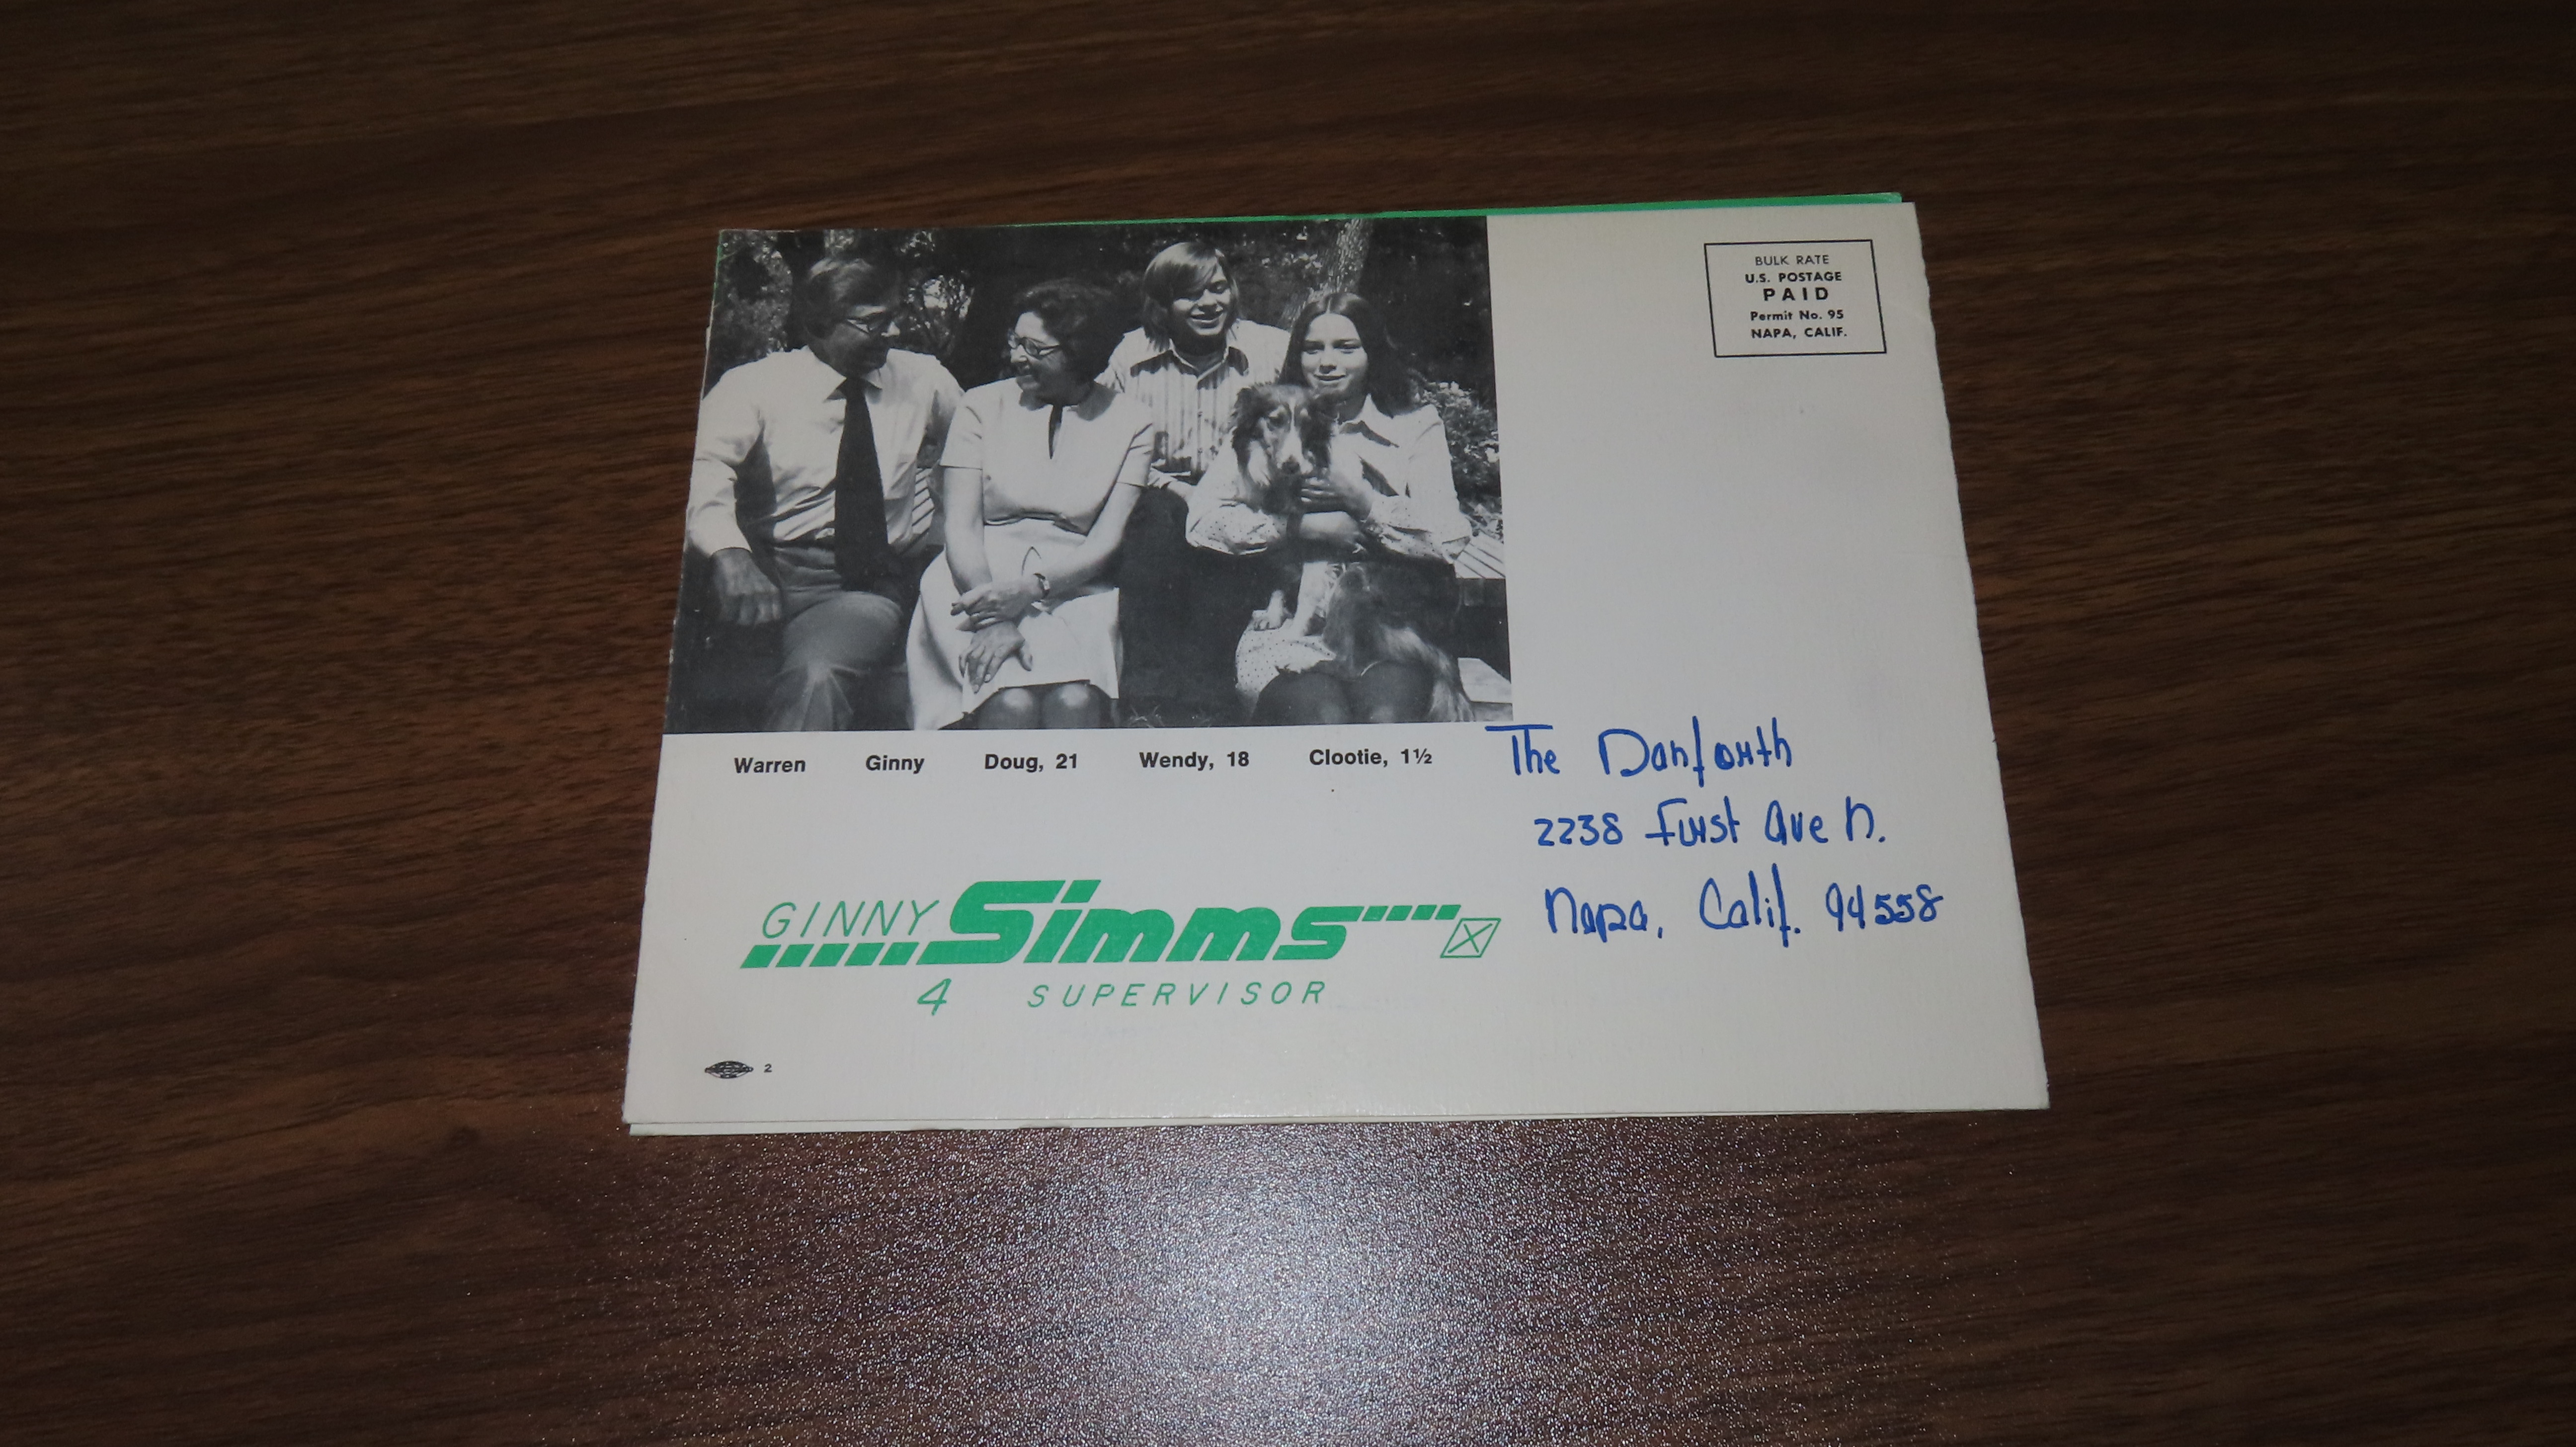 BULK RATE
U.S. POSTAGE
PAID
Permit No. 95
NAPA, CALIF.
Warren Ginny Doug, 21 Wendy, 18 Clootie, 1½
The Danforth
2238 First Ave N.
Napa, Calif. 94558
GINNY Simms
4 SUPERVISOR
2